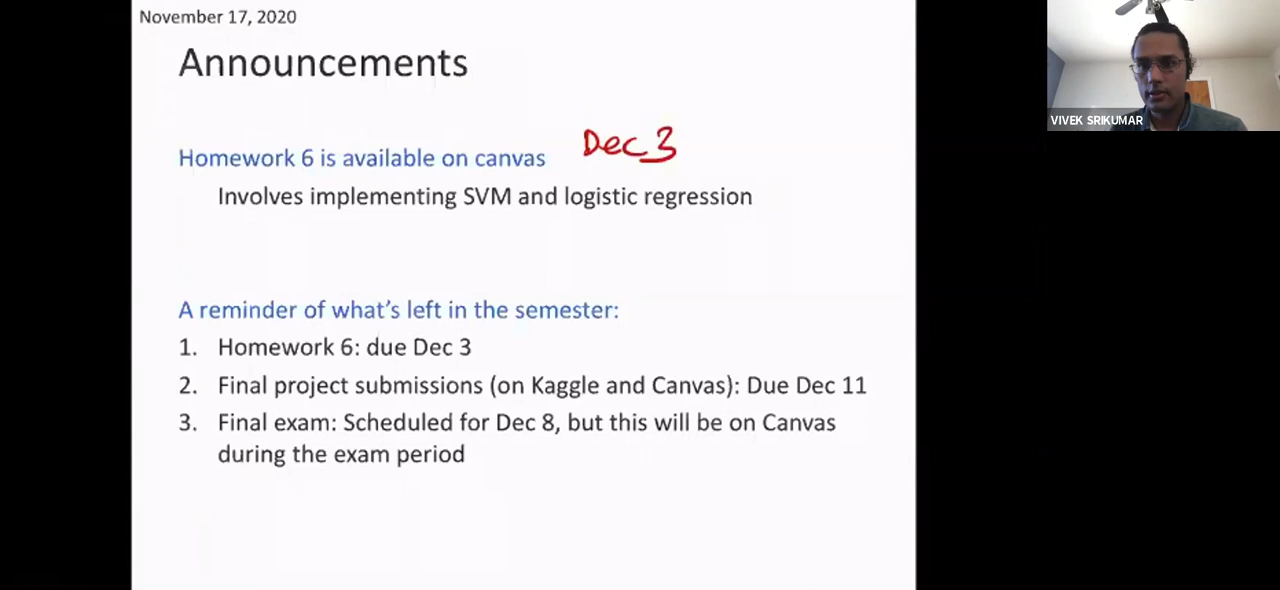 November 17, 2020
Announcements
Dec 3
Homework 6 is available on canvas
Involves implementing SVM and logistic regression
A reminder of what's left in the semester:
1. Homework 6: due Dec 3
2. Final project submissions (on Kaggle and Canvas): Due Dec 11
3. Final exam: Scheduled for Dec 8, but this will be on Canvas
during the exam period
VIVEK SRIKUMAR